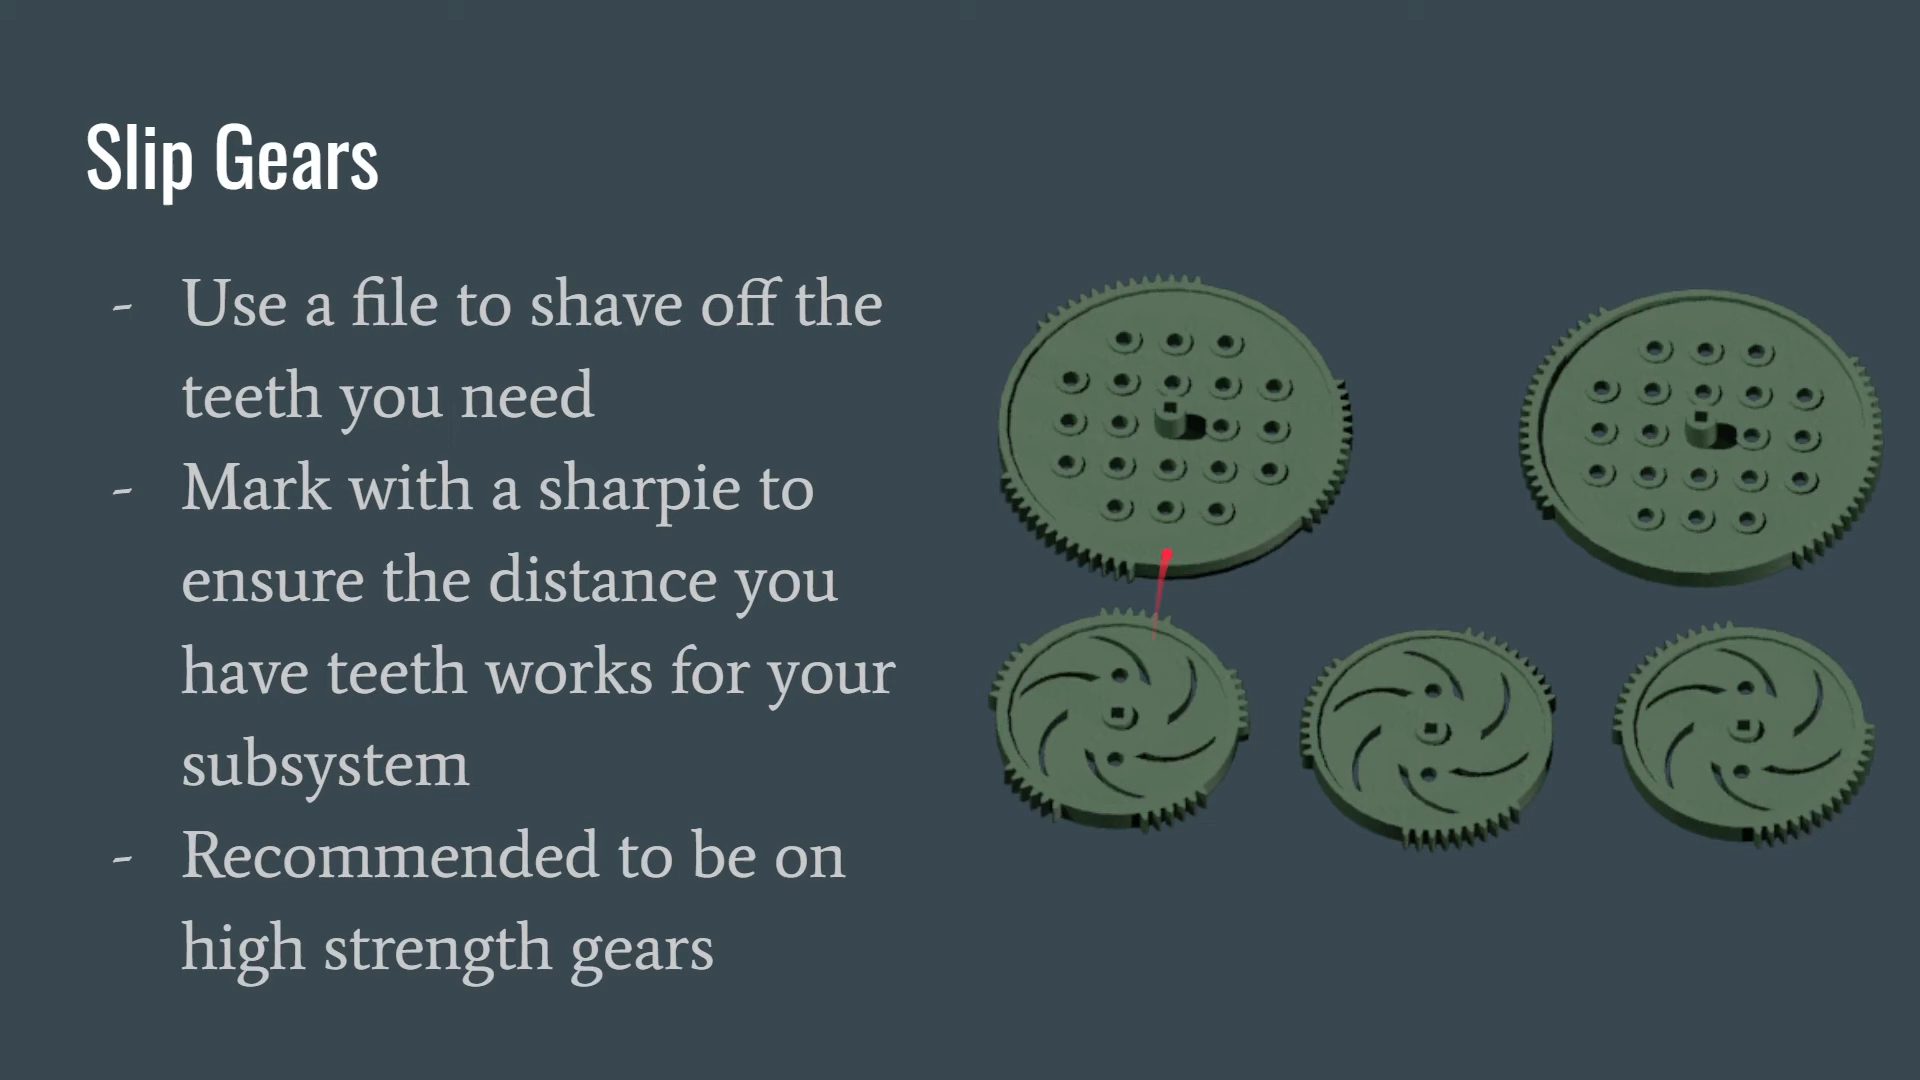 Slip Gears
- Use a file to shave off the
teeth you need
- Mark with a sharpie to
ensure the distance you
have teeth works for your
subsystem
- Recommended to be on
high strength gears